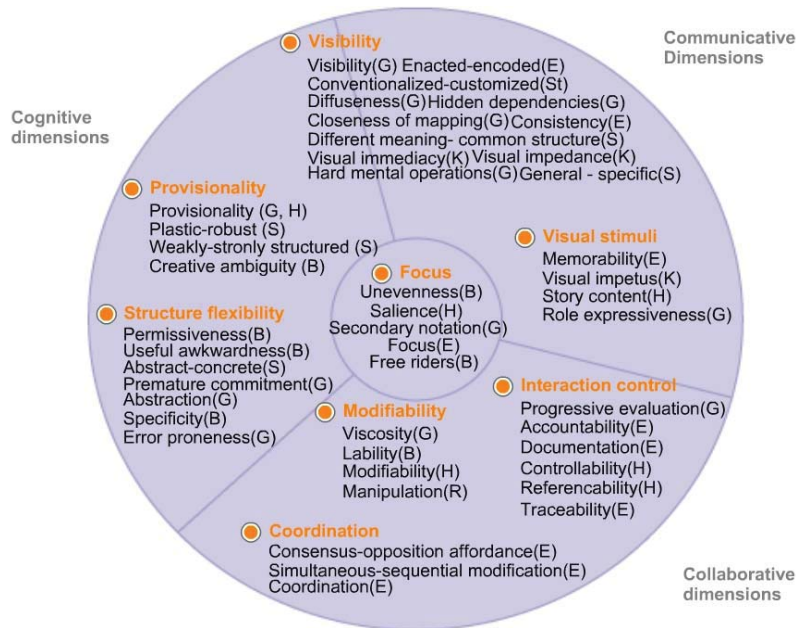 Communicative
Dimensions
Cognitive
dimensions
Visibility
Visibility(G) Enacted-encoded(E)
Conventionalized-customized(St)
Diffuseness(G) Hidden dependencies(G)
Closeness of mapping(G) Consistency(E)
Different meaning- common structure(S)
Visual immediacy(K) Visual impedance(K)
Hard mental operations(G) General - specific(S)
Provisionality
Provisionality (G, H)
Plastic-robust (S)
Weakly-stronly structured (S)
Creative ambiguity (B)
Visual stimuli
Memorability(E)
Visual impetus(K)
Story content(H)
Role expressiveness(G)
Focus
Unevenness(B)
Salience(H)
Secondary notation(G)
Focus(E)
Free riders(B)
Structure flexibility
Permissiveness(B)
Useful awkwardness(B)
Abstract-concrete(S)
Premature commitment(G)
Abstraction(G)
Specificity(B)
Error proneness(G)
Modifiability
Viscosity(G)
Lability(B)
Modifiability(H)
Manipulation(R)
Interaction control
Progressive evaluation(G)
Accountability(E)
Documentation(E)
Controllability(H)
Referencability(H)
Traceability(E)
Coordination
Consensus-opposition affordance(E)
Simultaneous-sequential modification(E)
Coordination(E)
Collaborative
dimensions